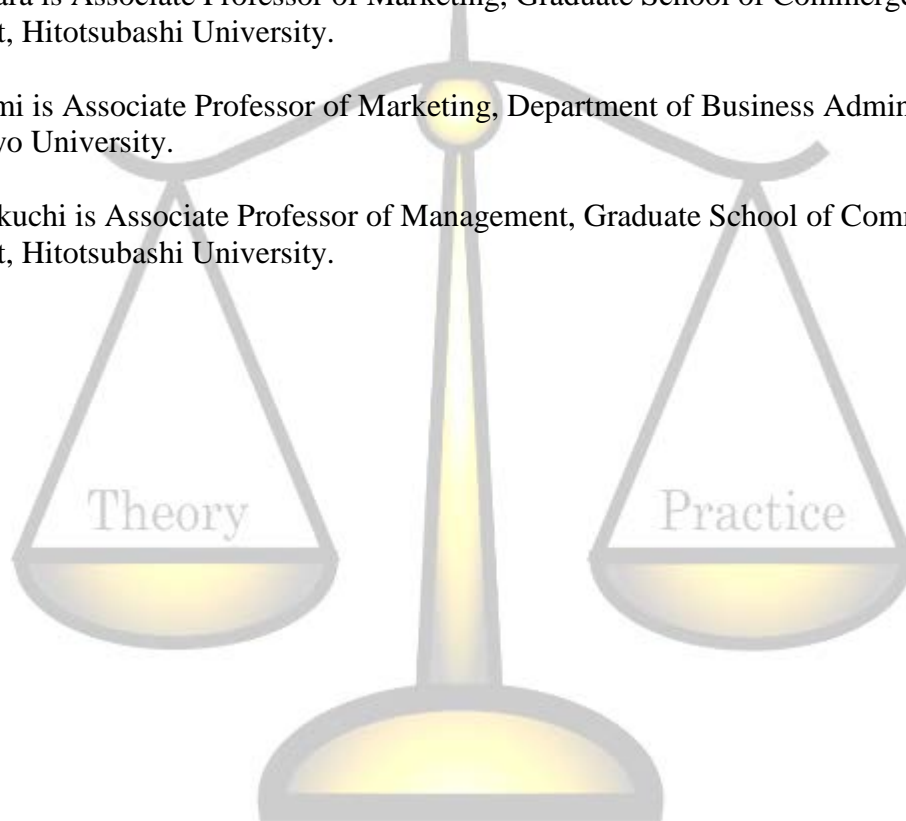 ara is Associate Professor of Marketing, Graduate School of Commerce
t, Hitotsubashi University.
mi is Associate Professor of Marketing, Department of Business Admin
yo University.
kuchi is Associate Professor of Management, Graduate School of Com
t, Hitotsubashi University.
Theory
Practice